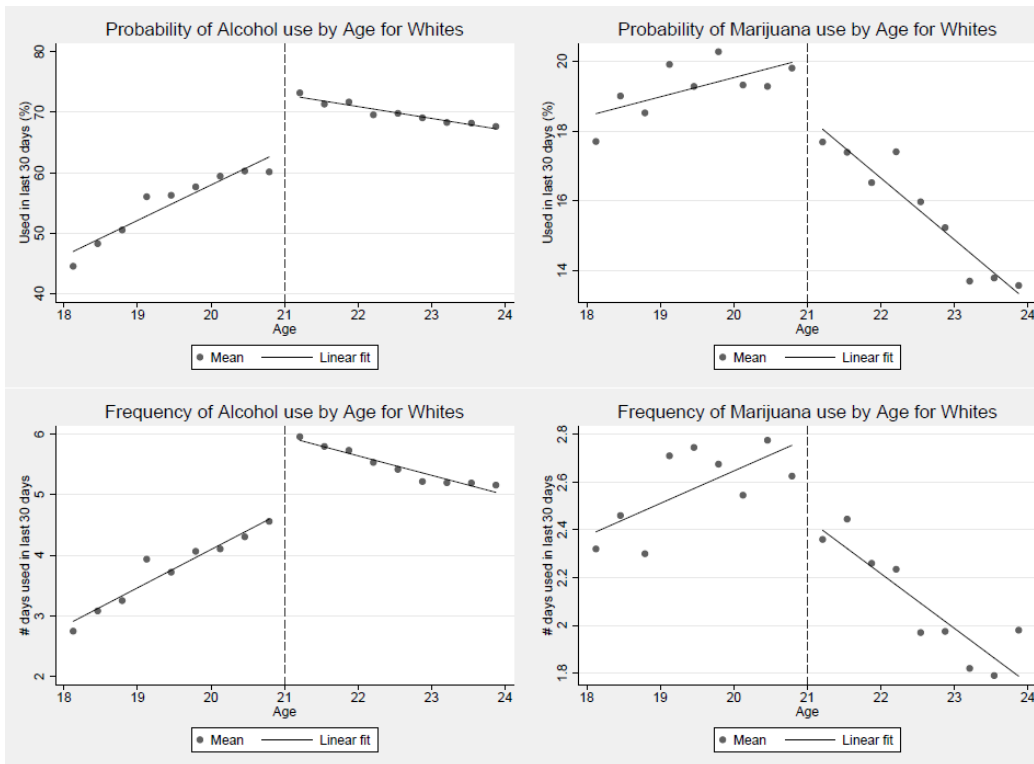 Probability of Alcohol use by Age for Whites
Used in last 30 days (%)
80
70
60
50
40
18 19 20 21 22 23 24
Age
Mean Linear fit
Probability of Marijuana use by Age for Whites
Used in last 30 days (%)
20
18
16
14
18 19 20 21 22 23 24
Age
Mean Linear fit
Frequency of Alcohol use by Age for Whites
# days used in last 30 days
6
5
4
3
2
18 19 20 21 22 23 24
Age
Mean Linear fit
Frequency of Marijuana use by Age for Whites
# days used in last 30 days
2.8
2.6
2.4
2.2
2
1.8
18 19 20 21 22 23 24
Age
Mean Linear fit